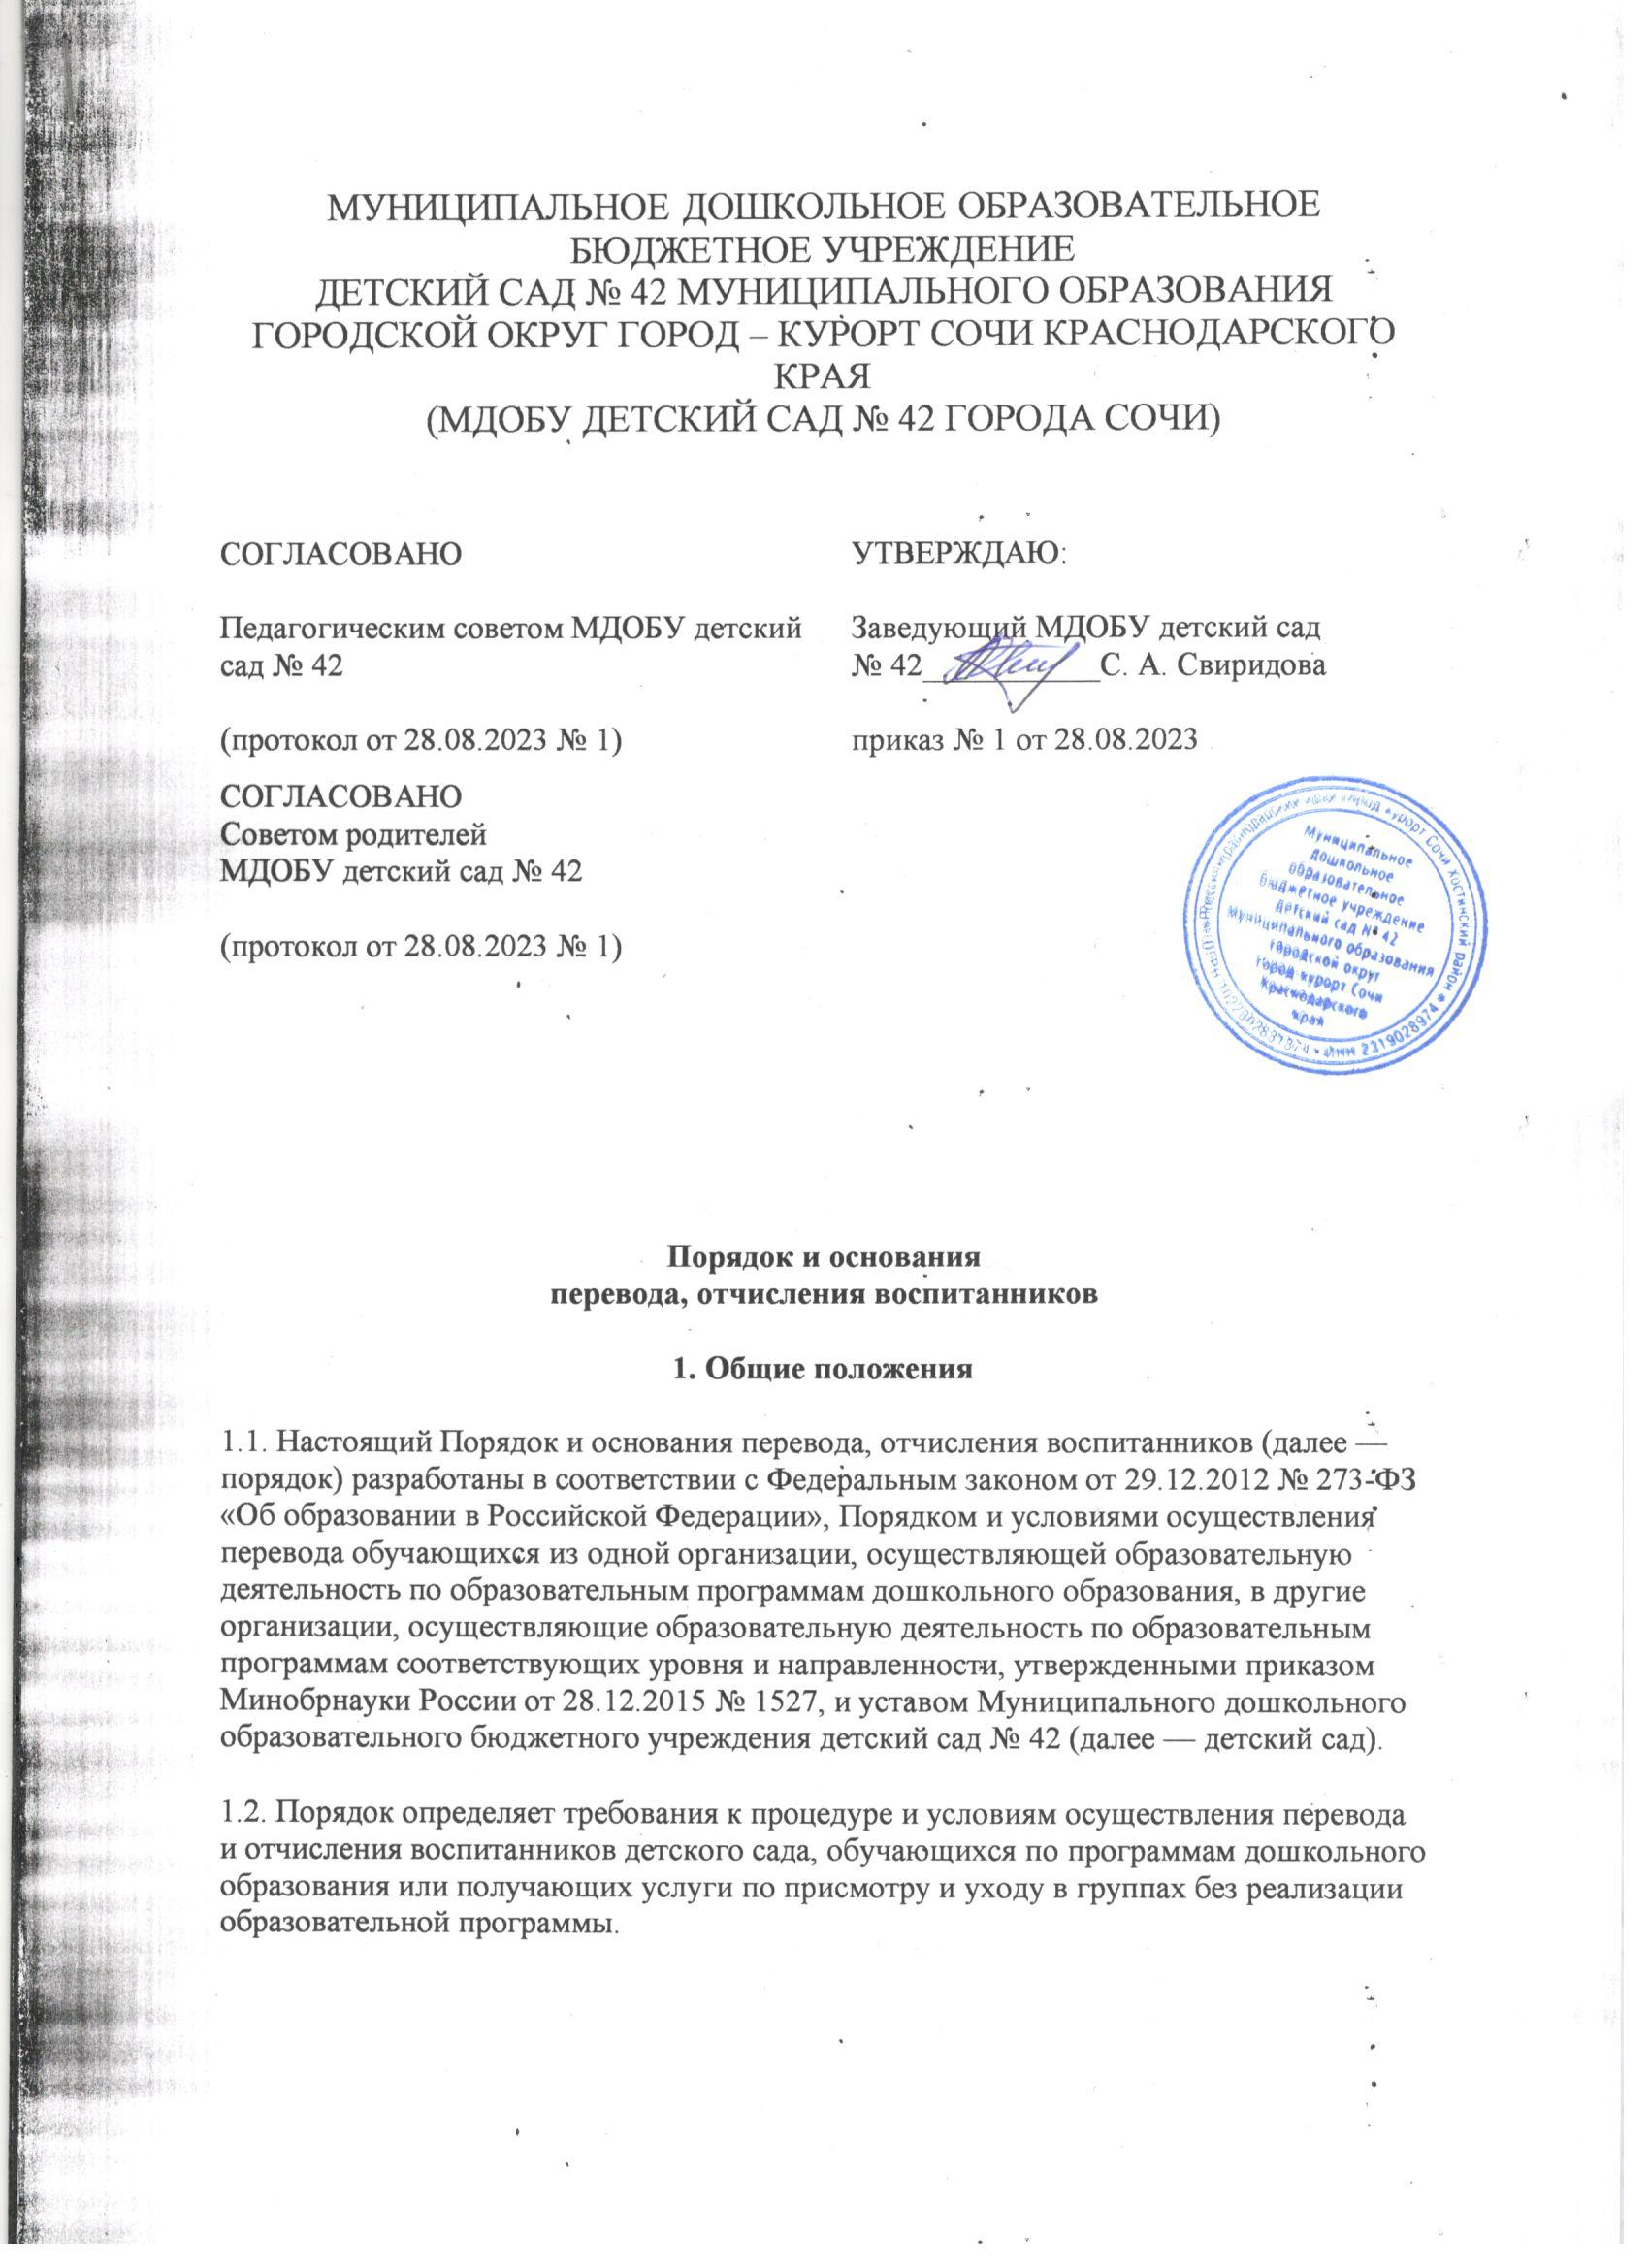 МУНИЦИПАЛЬНОЕ ДОШКОЛЬНОЕ ОБРАЗОВАТЕЛЬНОЕ
БЮДЖЕТНОЕ УЧРЕЖДЕНИЕ
ДЕТСКИЙ САД № 42 МУНИЦИПАЛЬНОГО ОБРАЗОВАНИЯ
ГОРОДСКОЙ ОКРУГ ГОРОД – КУРОРТ СОЧИ КРАСНОДАРСКОГО
КРАЯ
(МДОБУ ДЕТСКИЙ САД № 42 ГОРОДА СОЧИ)
СОГЛАСОВАНО
Педагогическим советом МДОБУ детский
сад № 42
(протокол от 28.08.2023 № 1)
СОГЛАСОВАНО
Советом родителей
МДОБУ детский сад № 42
(протокол от 28.08.2023 № 1)
УТВЕРЖДАЮ:
Заведующий МДОБУ детский сад
№ 42___________С. А. Свиридова
приказ № 1 от 28.08.2023
Муниципальное
дошкольное
образовательное
бюджетное учреждение
детский сад № 42
муниципального образования
городской округ
город курорт Сочи
Краснодарского
края
город курорт Сочи Хостинский район * ИНН 2319028974
Порядок и основания
перевода, отчисления воспитанников
1. Общие положения
1.1. Настоящий Порядок и основания перевода, отчисления воспитанников (далее —
порядок) разработаны в соответствии с Федеральным законом от 29.12.2012 № 273-ФЗ
«Об образовании в Российской Федерации», Порядком и условиями осуществления
перевода обучающихся из одной организации, осуществляющей образовательную
деятельность по образовательным программам дошкольного образования, в другие
организации, осуществляющие образовательную деятельность по образовательным
программам соответствующих уровня и направленности, утвержденными приказом
Минобрнауки России от 28.12.2015 № 1527, и уставом Муниципального дошкольного
образовательного бюджетного учреждения детский сад № 42 (далее — детский сад).
1.2. Порядок определяет требования к процедуре и условиям осуществления перевода
и отчисления воспитанников детского сада, обучающихся по программам дошкольного
образования или получающих услуги по присмотру и уходу в группах без реализации
образовательной программы.